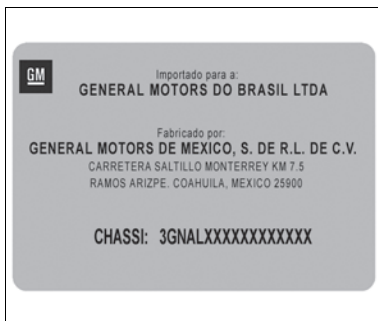 GM
Importado para a:
GENERAL MOTORS DO BRASIL LTDA
Fabricado por:
GENERAL MOTORS DE MEXICO, S. DE R.L. DE C.V.
CARRETERA SALTILLO MONTERREY KM 7.5
RAMOS ARIZPE. COAHUILA, MEXICO 25900
CHASSI: 3GNALXXXXXXXXXXXX